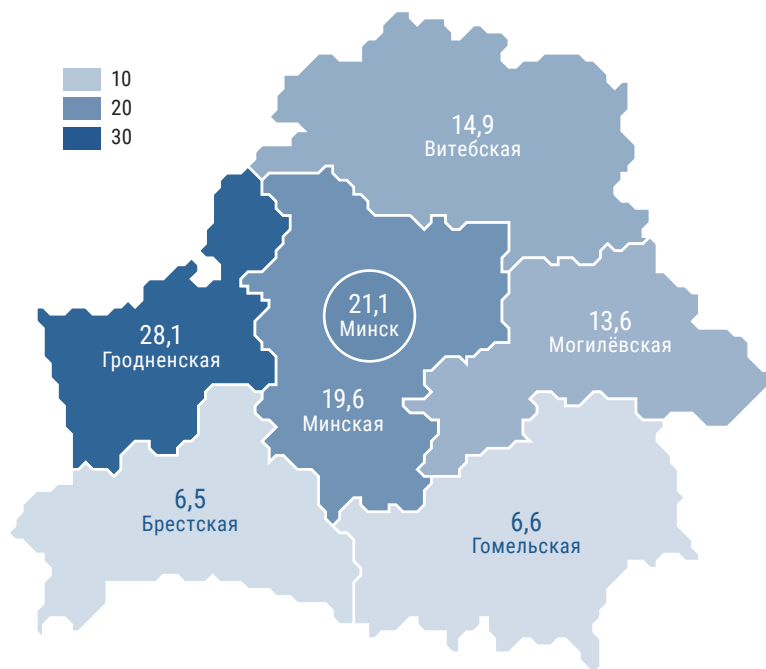 10
20
30
14,9
Витебская
21,1
Минск
28,1
Гродненская
13,6
Могилёвская
19,6
Минская
6,5
Брестская
6,6
Гомельская